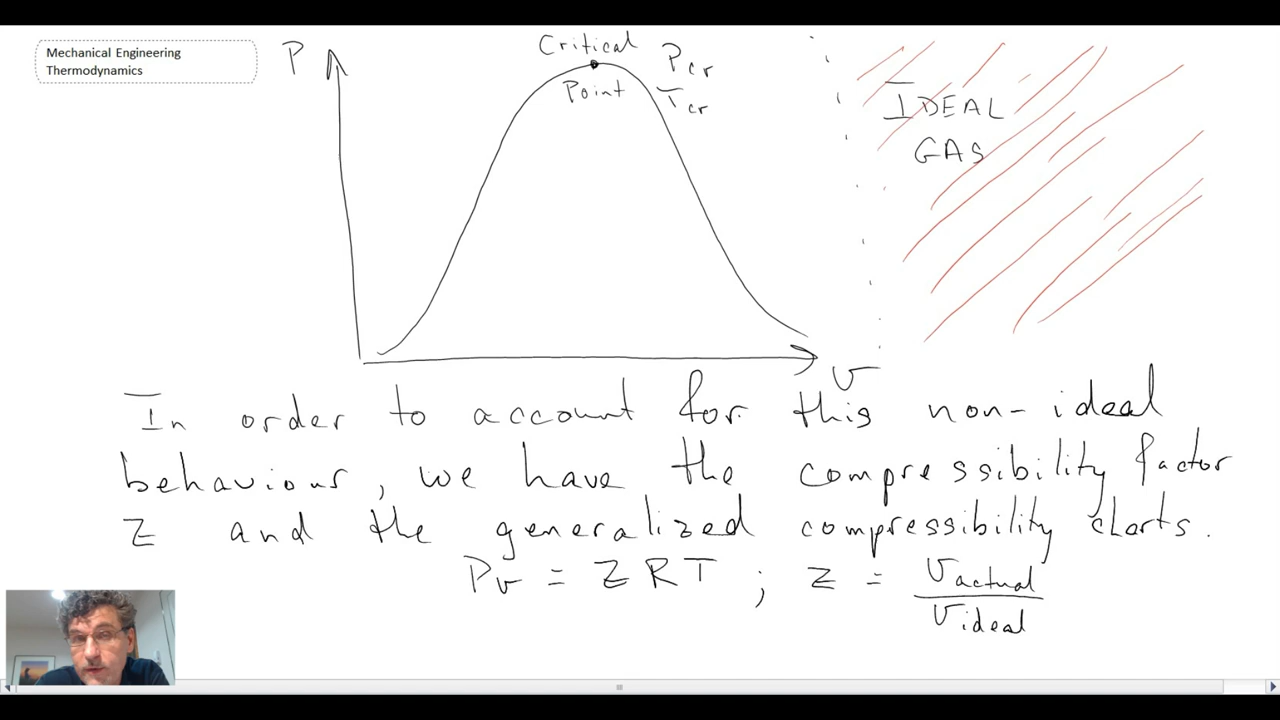 Mechanical Engineering
Thermodynamics
P
Critical
Point
Pcr
Tcr
IDEAL
GAS
v
In order to account for this non-ideal
behaviour, we have the compressibility factor
Z and the generalized compressibility charts.
Pv = ZRT ; Z = vactual / videal